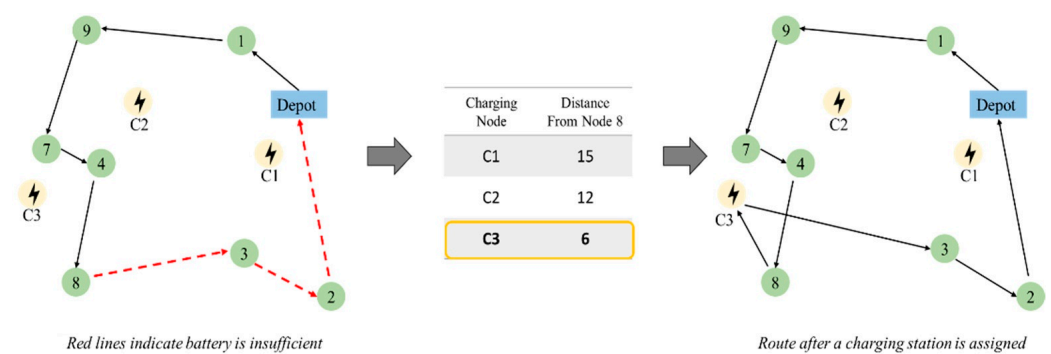 9
1
Depot
C2
7
4
C1
C3
3
8
2
Red lines indicate battery is insufficient
Charging Node
Distance From Node 8
C1 15
C2 12
C3 6
9
1
Depot
C2
7
4
C1
C3
3
8
2
Route after a charging station is assigned